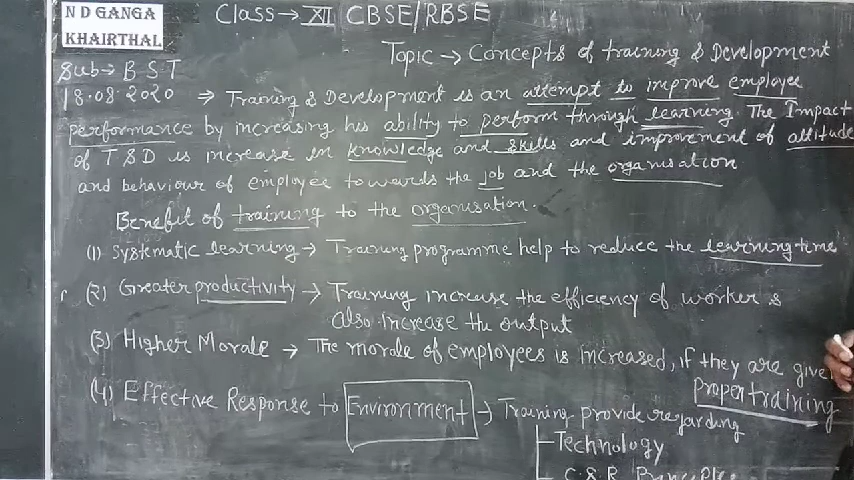 N D GANGA
KHAIRTHAL
Class → XII CBSE/RBSE
Topic → Concepts of training & Development
Sub → B S T
18.08.2020 ⇒ Training & Development is an attempt to improve employee
performance by increasing his ability to perform through learning. The Impact
of T&D is increase in knowledge and skills and improvement of attitude
and behaviour of employee towards the job and the organisation
Benefit of training to the organisation.
(1) Systematic learning → Training programme help to reduce the learning time
(2) Greater productivity → Training increase the efficiency of worker &
also increase the output
(3) Higher Morale → The morale of employees is increased, if they are given
proper training
(4) Effective Response to Environment → Training provide regarding
Technology
C.S.R Principles